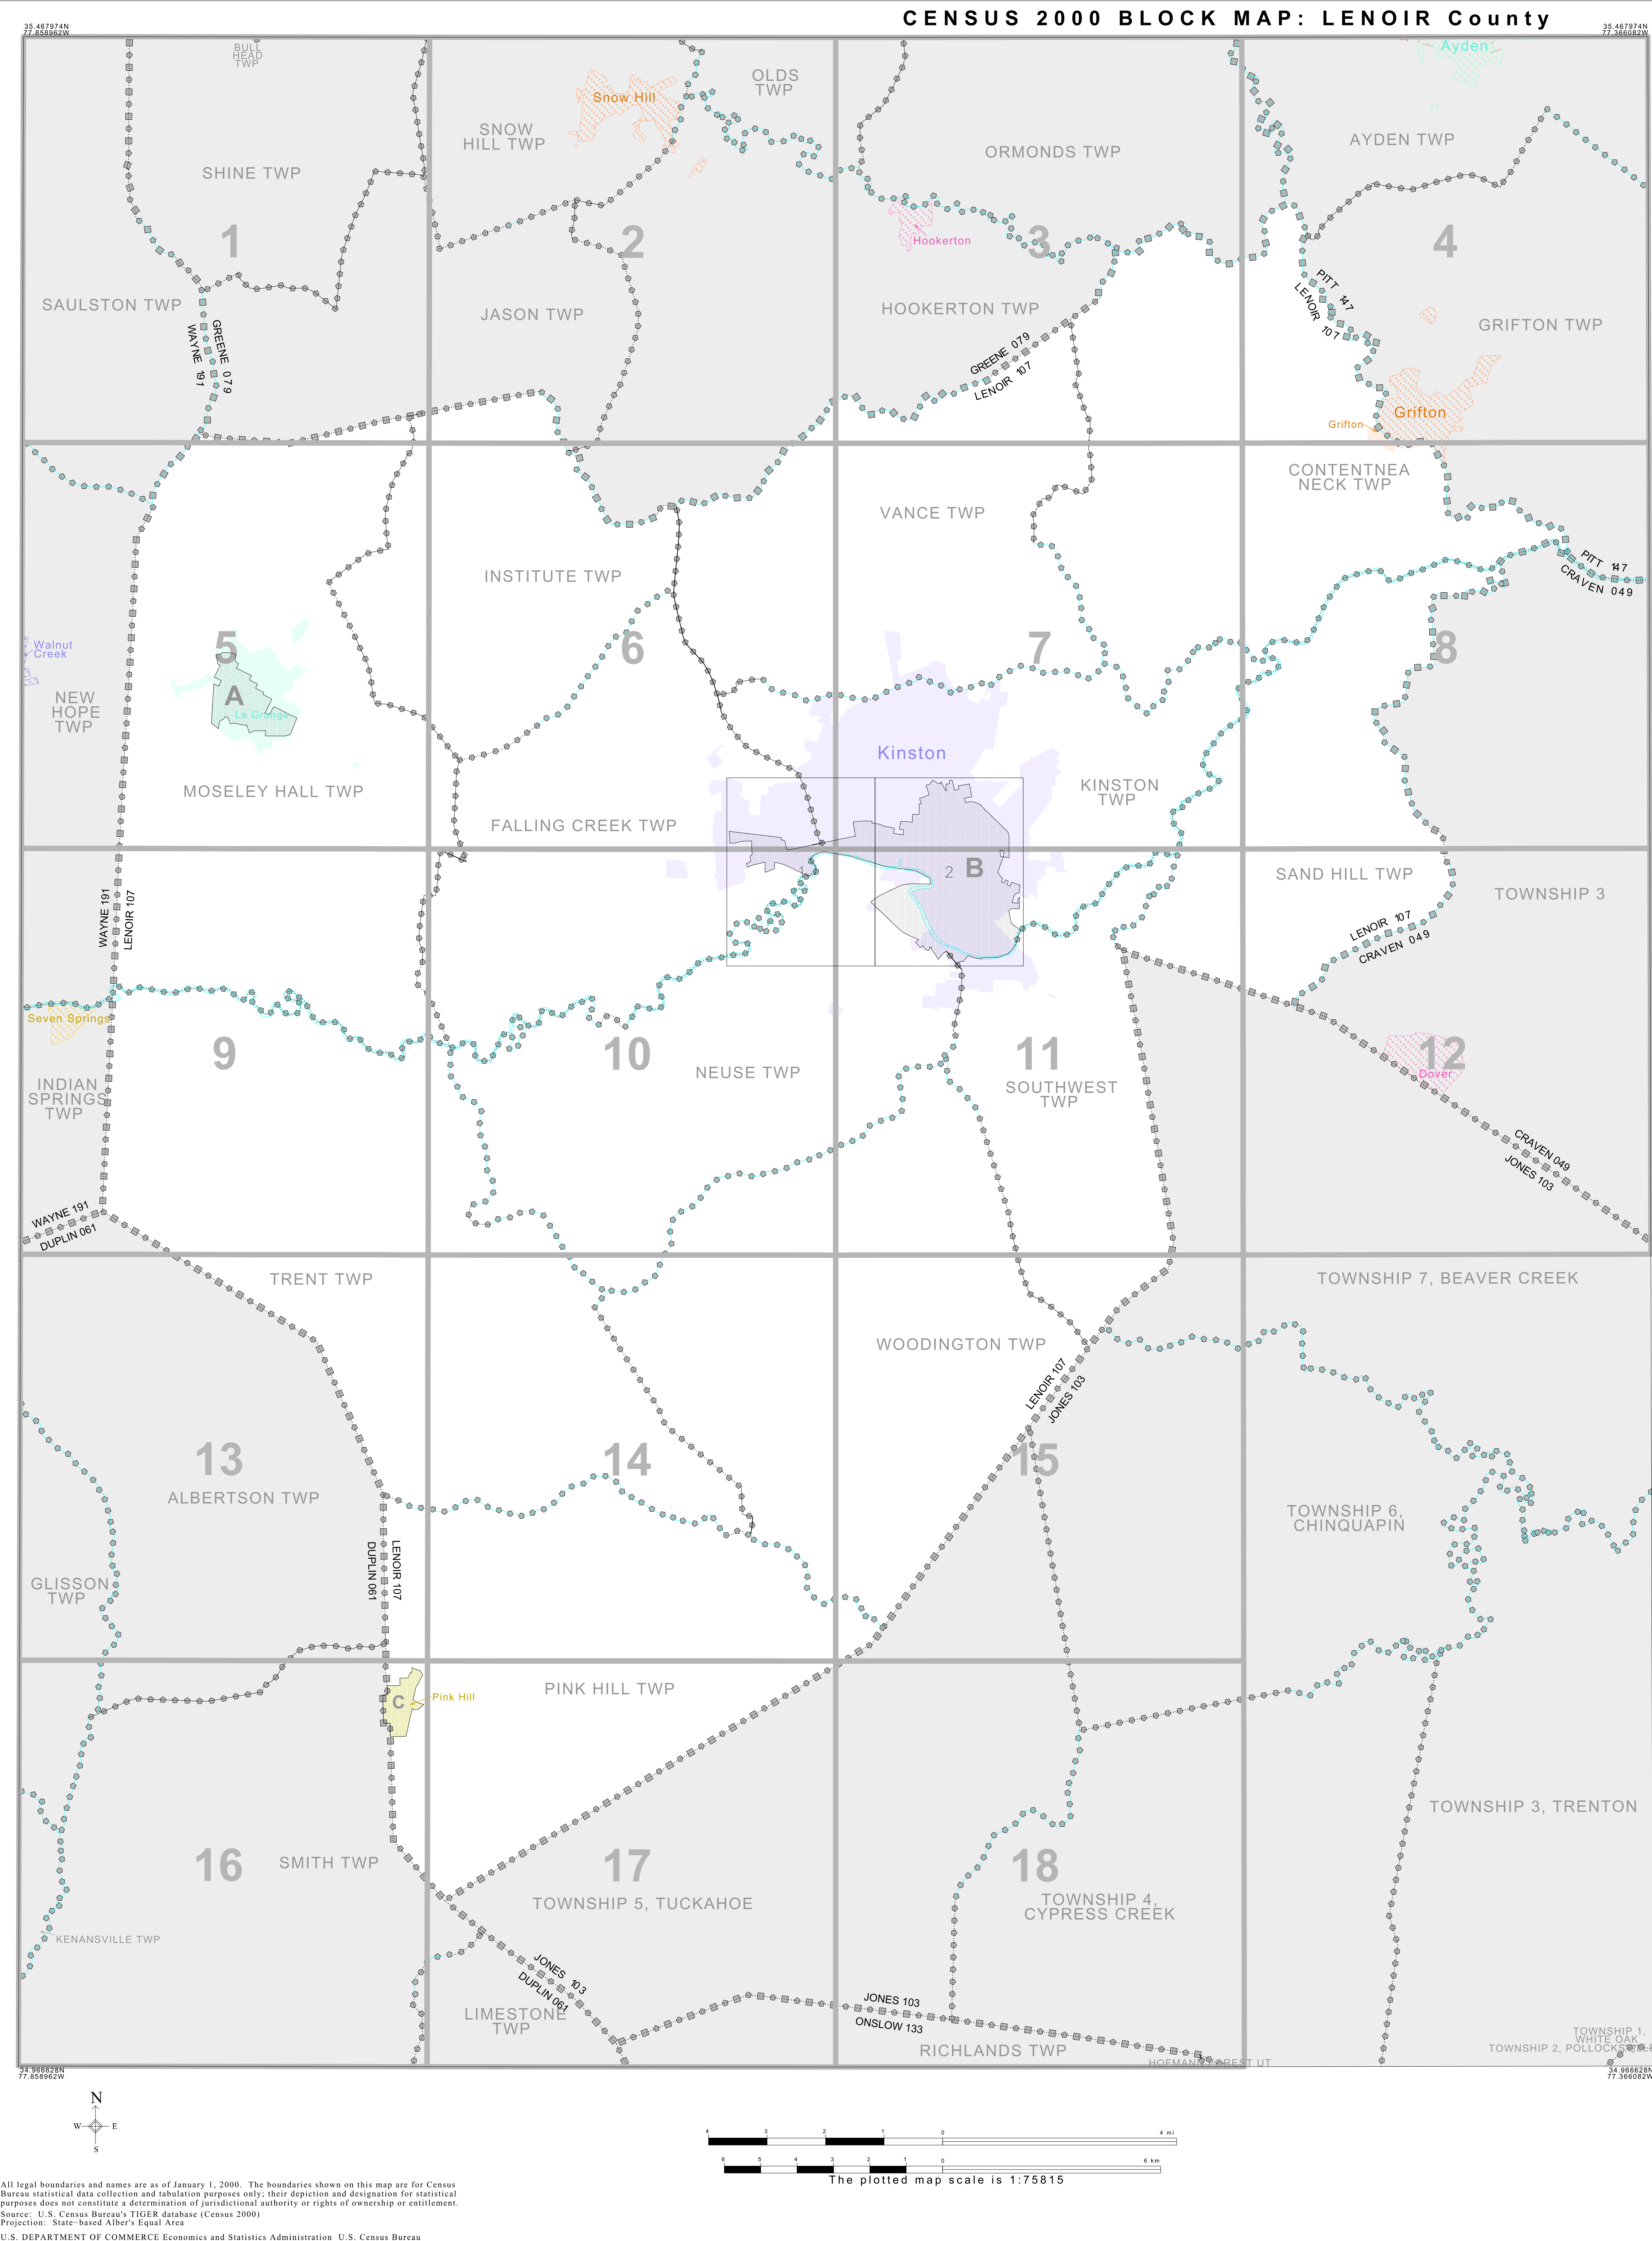 CENSUS 2000 BLOCK MAP: LENOIR County
35.467974N
77.858962W
35.467974N
77.366082W
BULL
HEAD
TWP
OLDS
TWP
Ayden
Snow Hill
SNOW
HILL TWP
ORMONDS TWP
AYDEN TWP
SHINE TWP
1
2
Hookerton
3
4
SAULSTON TWP
JASON TWP
HOOKERTON TWP
GRIFTON TWP
PITT 147
LENOIR 107
GREENE 079
WAYNE 191
GREENE 079
LENOIR 107
Grifton
Grifton
CONTENTNEA
NECK TWP
VANCE TWP
INSTITUTE TWP
PITT 147
CRAVEN 049
Walnut
Creek
5
6
7
8
A
La Grange
NEW
HOPE
TWP
Kinston
MOSELEY HALL TWP
KINSTON
TWP
FALLING CREEK TWP
1
2
B
SAND HILL TWP
TOWNSHIP 3
WAYNE 191
LENOIR 107
LENOIR 107
CRAVEN 049
Seven Springs
9
10
11
12
Dover
NEUSE TWP
INDIAN
SPRINGS
TWP
SOUTHWEST
TWP
CRAVEN 049
JONES 103
WAYNE 191
DUPLIN 061
TRENT TWP
TOWNSHIP 7, BEAVER CREEK
WOODINGTON TWP
LENOIR 107
JONES 103
13
14
15
ALBERTSON TWP
TOWNSHIP 6,
CHINQUAPIN
LENOIR 107
DUPLIN 061
GLISSON
TWP
PINK HILL TWP
C
Pink Hill
TOWNSHIP 3, TRENTON
16
SMITH TWP
17
18
TOWNSHIP 5, TUCKAHOE
TOWNSHIP 4,
CYPRESS CREEK
KENANSVILLE TWP
JONES 103
DUPLIN 061
JONES 103
ONSLOW 133
LIMESTONE
TWP
RICHLANDS TWP
TOWNSHIP 1,
WHITE OAK
TOWNSHIP 2,
HOFMANN FOREST UT
34.966628N
77.858962W
34.966628N
77.366082W
N
W E
S
4 3 2 1 0 4 mi
6 5 4 3 2 1 0 6 km
The plotted map scale is 1:75815
All legal boundaries and names are as of January 1, 2000. The boundaries shown on this map are for Census
Bureau statistical data collection and tabulation purposes only; their depiction and designation for statistical
purposes does not constitute a determination of jurisdictional authority or rights of ownership or entitlement.
Source: U.S. Census Bureau's TIGER database (Census 2000)
Projection: State-based Alber's Equal Area
U.S. DEPARTMENT OF COMMERCE Economics and Statistics Administration U.S. Census Bureau